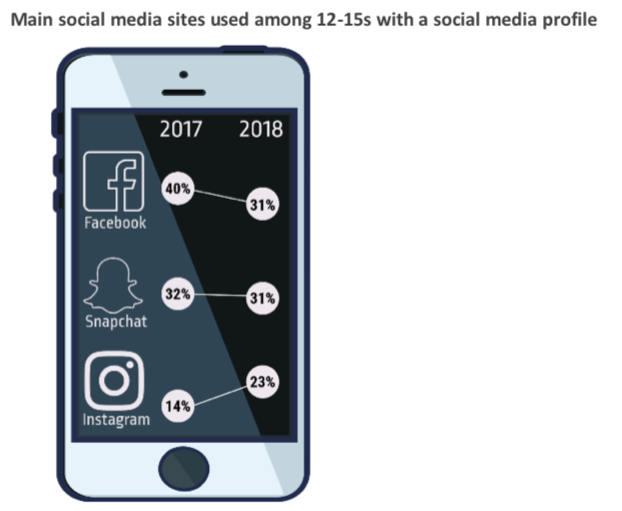 Main social media sites used among 12-15s with a social media profile
2017 2018
40%
31%
Facebook
32%
31%
Snapchat
23%
14%
Instagram